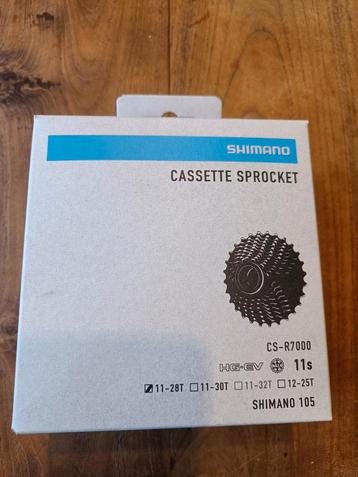 SHIMANO
CASSETTE SPROCKET
CS-R7000
HG-EV 11s
11-28T 11-30T 11-32T 12-25T
SHIMANO 105